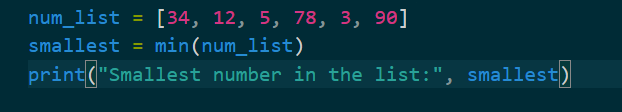 num_list = [34, 12, 5, 78, 3, 90]
smallest = min(num_list)
print("Smallest number in the list:", smallest)